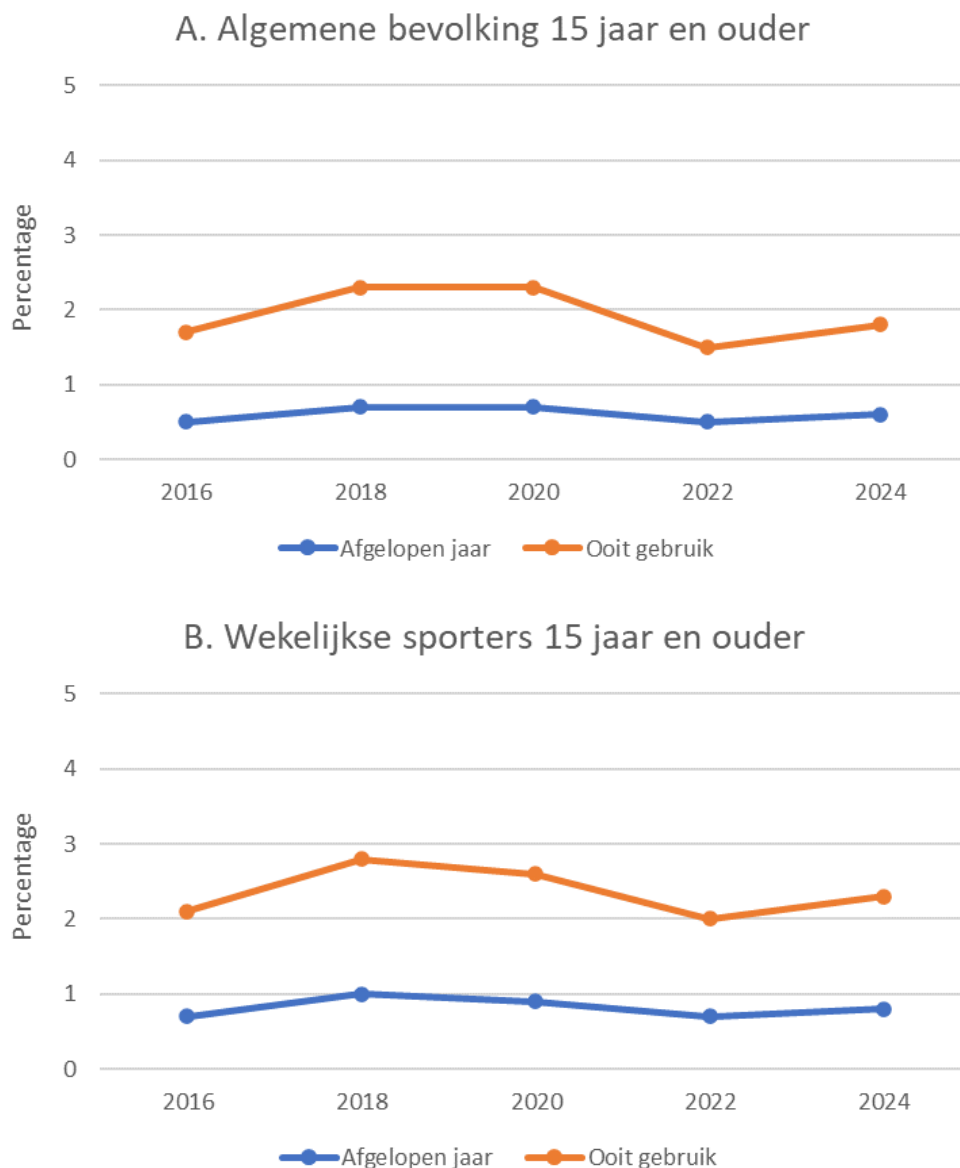 A. Algemene bevolking 15 jaar en ouder
5
4
3
2
1
0
Percentage
2016 2018 2020 2022 2024
Afgelopen jaar Ooit gebruik
B. Wekelijkse sporters 15 jaar en ouder
5
4
3
2
1
0
Percentage
2016 2018 2020 2022 2024
Afgelopen jaar Ooit gebruik